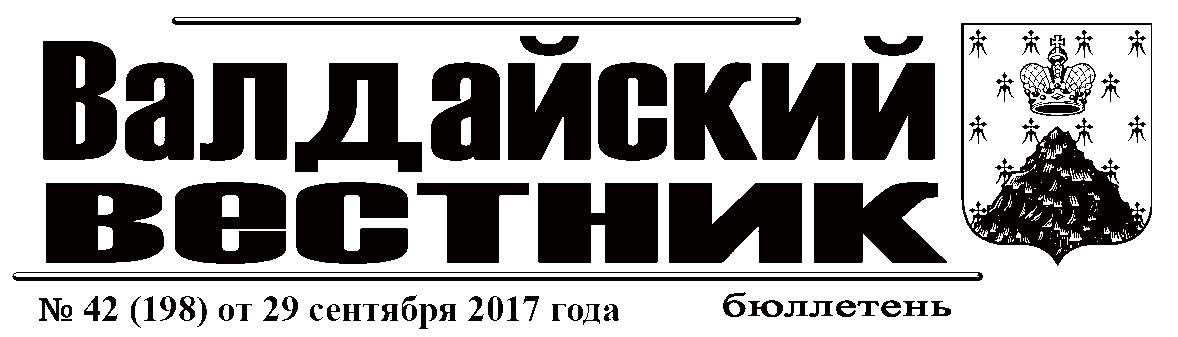 Валдайский
вестник
№ 42 (198) от 29 сентября 2017 года бюллетень